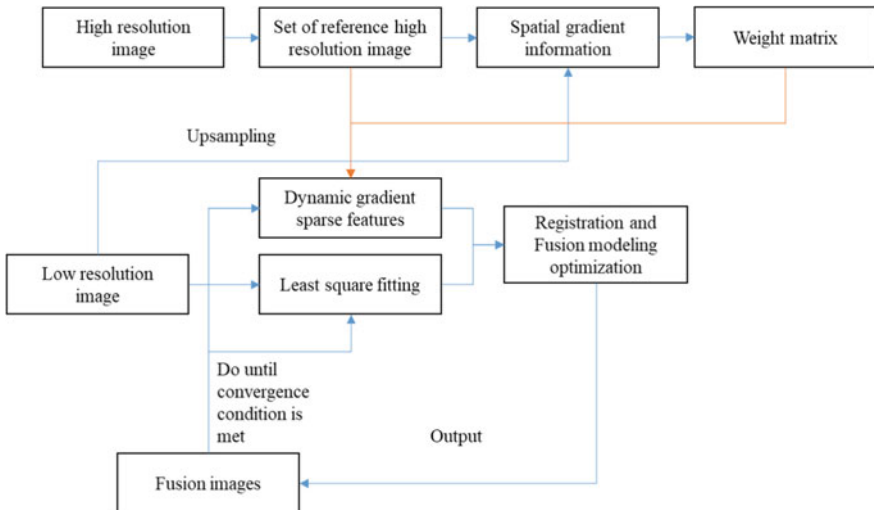 High resolution
image
Set of reference high
resolution image
Spatial gradient
information
Weight matrix
Upsampling
Dynamic gradient
sparse features
Registration and
Fusion modeling
optimization
Low resolution
image
Least square fitting
Do until
convergence
condition is
met
Output
Fusion images